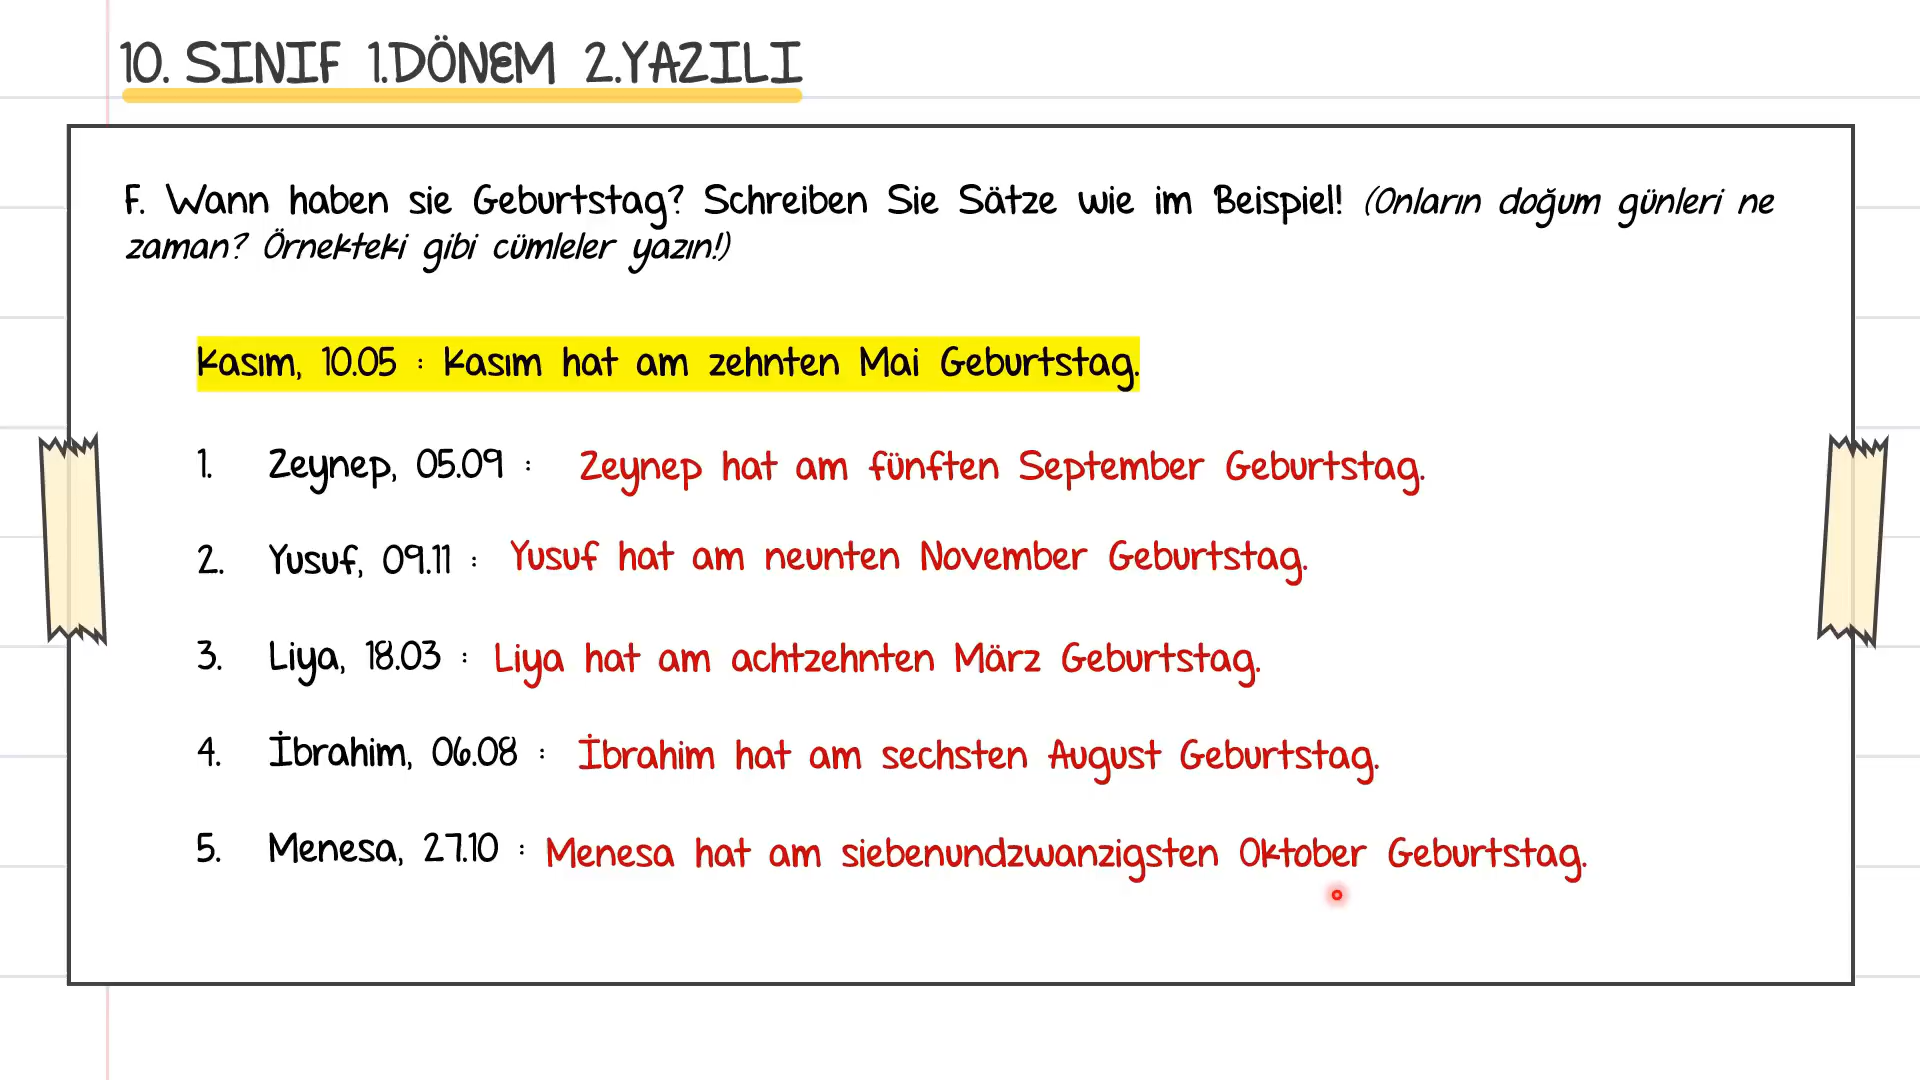 10. SINIF 1.DÖNEM 2.YAZILI
F. Wann haben sie Geburtstag? Schreiben Sie Sätze wie im Beispiel! (Onların doğum günleri ne
zaman? Örnekteki gibi cümleler yazın!)
Kasım, 10.05 : Kasım hat am zehnten Mai Geburtstag.
1. Zeynep, 05.09 : Zeynep hat am fünften September Geburtstag.
2. Yusuf, 09.11 : Yusuf hat am neunten November Geburtstag.
3. Liya, 18.03 : Liya hat am achtzehnten März Geburtstag.
4. İbrahim, 06.08 : İbrahim hat am sechsten August Geburtstag.
5. Menesa, 27.10 : Menesa hat am siebenundzwanzigsten Oktober Geburtstag.